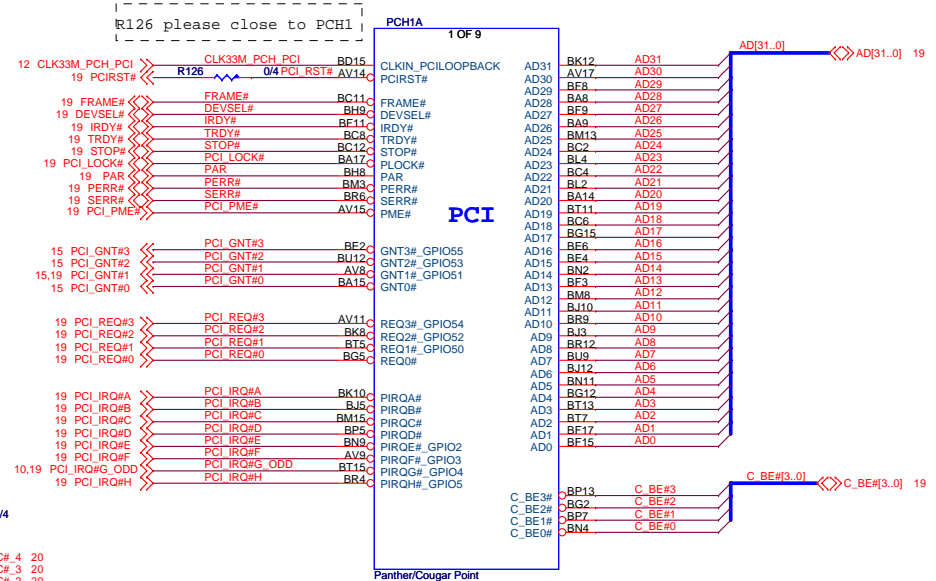 R126 please close to PCH1
PCH1A
1 OF 9
12 CLK33M_PCH_PCI CLK33M_PCH_PCI BD15 CLKIN_PCILOOPBACK
19 PCIRST# R126 0/4 PCI_RST# AV14 PCIRST#
19 FRAME# FRAME# BC11 FRAME#
19 DEVSEL# DEVSEL# BH9 DEVSEL#
19 IRDY# IRDY# BF11 IRDY#
19 TRDY# TRDY# BC8 TRDY#
19 STOP# STOP# BC12 STOP#
19 PCI_LOCK# PCI_LOCK# BA17 PLOCK#
19 PAR PAR BH8 PAR
19 PERR# PERR# BM3 PERR#
19 SERR# SERR# BR6 SERR#
19 PCI_PME# PCI_PME# AV15 PME#
PCI
15 PCI_GNT#3 PCI_GNT#3 BE2 GNT3#_GPIO55
15 PCI_GNT#2 PCI_GNT#2 BU12 GNT2#_GPIO53
15,19 PCI_GNT#1 PCI_GNT#1 AV8 GNT1#_GPIO51
15 PCI_GNT#0 PCI_GNT#0 BA15 GNT0#
19 PCI_REQ#3 PCI_REQ#3 AV11 REQ3#_GPIO54
19 PCI_REQ#2 PCI_REQ#2 BK8 REQ2#_GPIO52
19 PCI_REQ#1 PCI_REQ#1 BT5 REQ1#_GPIO50
19 PCI_REQ#0 PCI_REQ#0 BG5 REQ0#
19 PCI_IRQ#A PCI_IRQ#A BK10 PIRQA#
19 PCI_IRQ#B PCI_IRQ#B BJ5 PIRQB#
19 PCI_IRQ#C PCI_IRQ#C BM15 PIRQC#
19 PCI_IRQ#D PCI_IRQ#D BP5 PIRQD#
19 PCI_IRQ#E PCI_IRQ#E BN9 PIRQE#_GPIO2
19 PCI_IRQ#F PCI_IRQ#F AV9 PIRQF#_GPIO3
10,19 PCI_IRQ#G_ODD PCI_IRQ#G_ODD BT15 PIRQG#_GPIO4
19 PCI_IRQ#H PCI_IRQ#H BR4 PIRQH#_GPIO5
AD[31..0] AD[31..0] 19
AD31 BK12 AD31
AD30 AV17 AD30
AD29 BF8 AD29
AD28 BA8 AD28
AD27 BF9 AD27
AD26 BA9 AD26
AD25 BM13 AD25
AD24 BC2 AD24
AD23 BL4 AD23
AD22 BC4 AD22
AD21 BL2 AD21
AD20 BA14 AD20
AD19 BT11 AD19
AD18 BC6 AD18
AD17 BG15 AD17
AD16 BE6 AD16
AD15 BE4 AD15
AD14 BN2 AD14
AD13 BF3 AD13
AD12 BM8 AD12
AD11 BJ10 AD11
AD10 BR9 AD10
AD9 BJ3 AD9
AD8 BR12 AD8
AD7 BU9 AD7
AD6 BJ12 AD6
AD5 BN11 AD5
AD4 BG12 AD4
AD3 BT13 AD3
AD2 BT7 AD2
AD1 BF17 AD1
AD0 BF15 AD0
C_BE#[3..0] C_BE#[3..0] 19
C_BE3# BP13 C_BE#3
C_BE2# BG2 C_BE#2
C_BE1# BP7 C_BE#1
C_BE0# BN4 C_BE#0
Panther/Cougar Point
/4
C#_4 20
C#_3 20